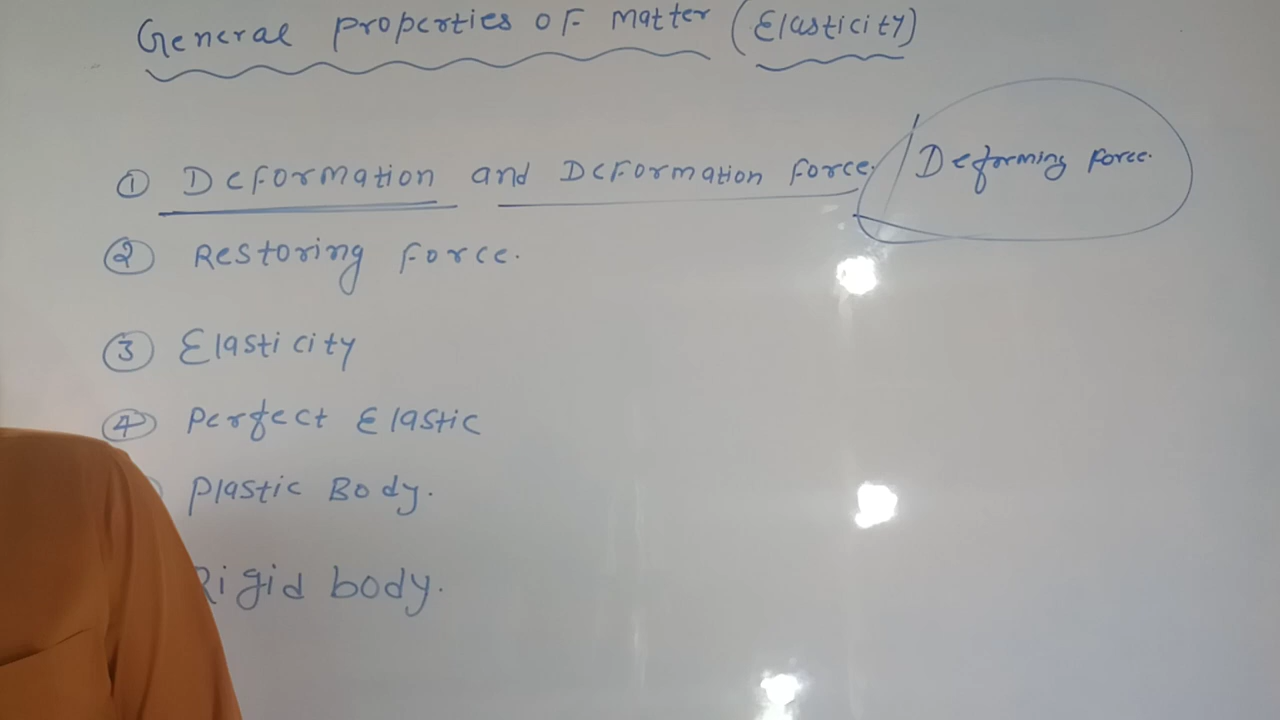 General Properties of Matter (Elasticity)
① Deformation and Deformation Force. / Deforming Force.
② Restoring Force.
③ Elasticity
④ Perfect Elastic
Plastic Body.
Rigid body.